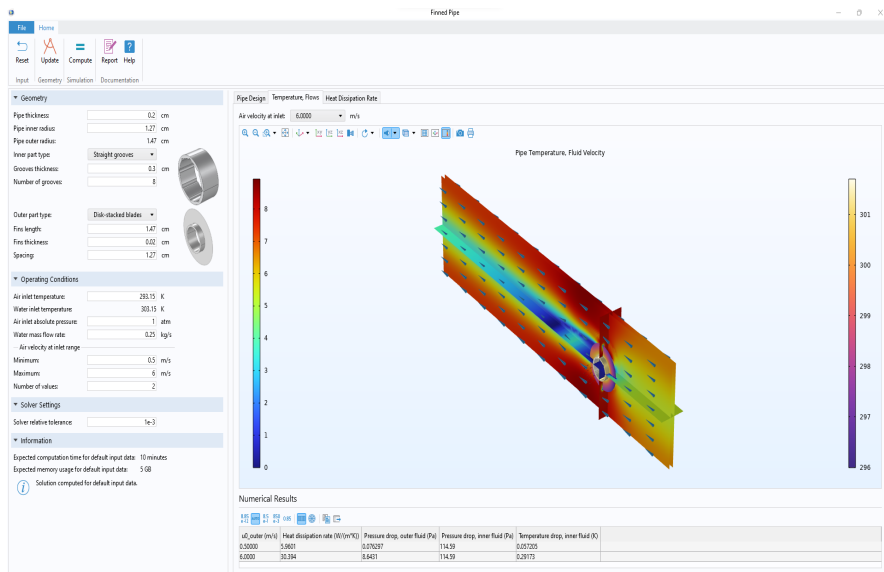 Finned Pipe
File Home
Reset Update Compute Report Help
Input Geometry Simulation Documentation
Geometry
Pipe thickness: 0.2 cm
Pipe inner radius: 1.27 cm
Pipe outer radius: 1.47 cm
Inner part type: Straight grooves
Grooves thickness: 0.3 cm
Number of grooves: 8
Outer part type: Disk-stacked blades
Fins length: 1.47 cm
Fins thickness: 0.02 cm
Spacing: 1.27 cm
Operating Conditions
Air inlet temperature: 293.15 K
Water inlet temperature: 303.15 K
Air inlet absolute pressure: 1 atm
Water mass flow rate: 0.25 kg/s
Air velocity at inlet range
Minimum: 0.5 m/s
Maximum: 6 m/s
Number of values: 2
Solver Settings
Solver relative tolerance: 1e-3
Information
Expected computation time for default input data: 10 minutes
Expected memory usage for default input data: 5 GB
Solution computed for default input data.
Pipe Design Temperature, Flows Heat Dissipation Rate
Air velocity at inlet: 6.0000 m/s
Pipe Temperature, Fluid Velocity
8
7
6
5
4
3
2
1
0
301
300
299
298
297
296
Numerical Results
u0_outer (m/s) Heat dissipation rate (W/(m*K)) Pressure drop, outer fluid (Pa) Pressure drop, inner fluid (Pa) Temperature drop, inner fluid (K)
0.50000 5.9601 0.076297 114.59 0.057205
6.0000 30.394 8.6431 114.59 0.29173